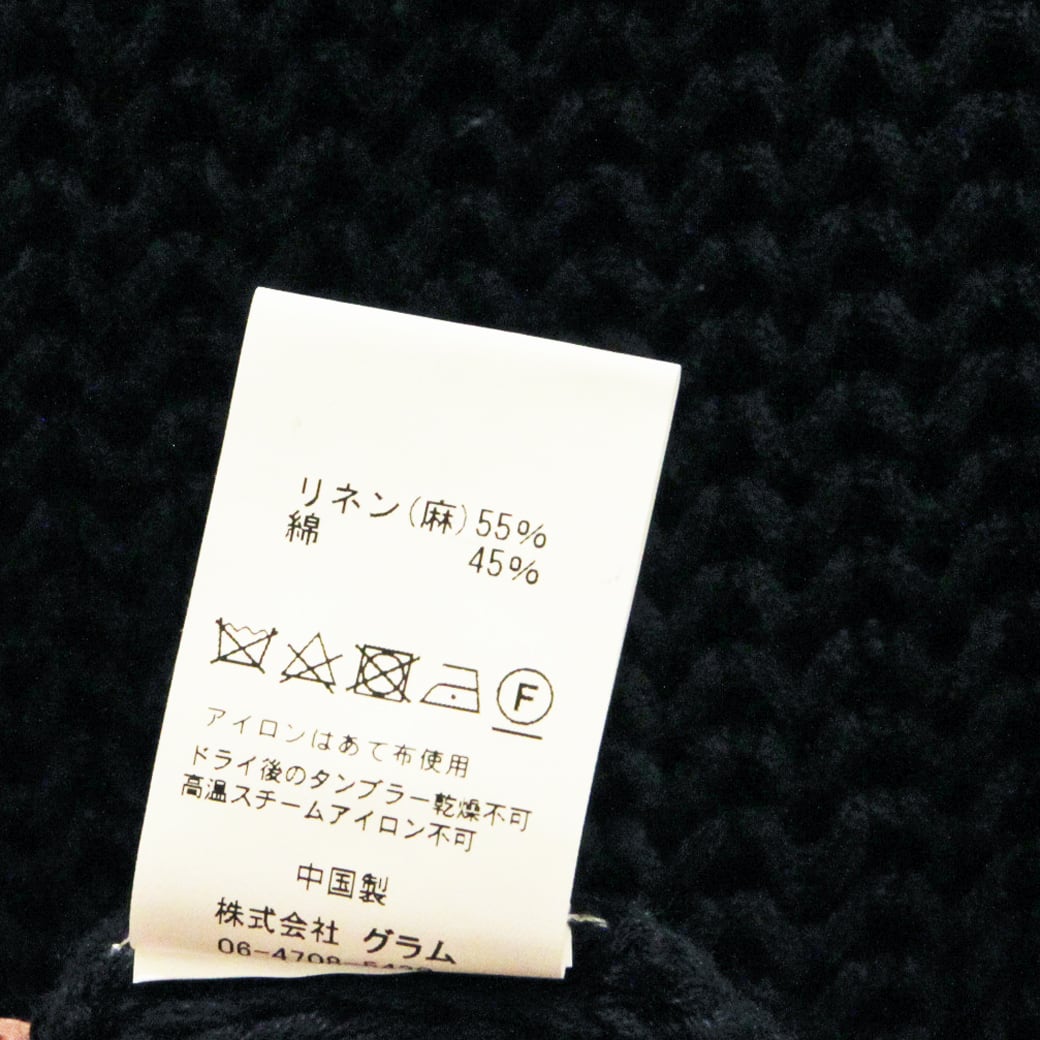 リネン(麻)55%
綿 45%
F
アイロンはあて布使用
ドライ後のタンブラー乾燥不可
高温スチームアイロン不可
中国製
株式会社 グラム
06-4708-